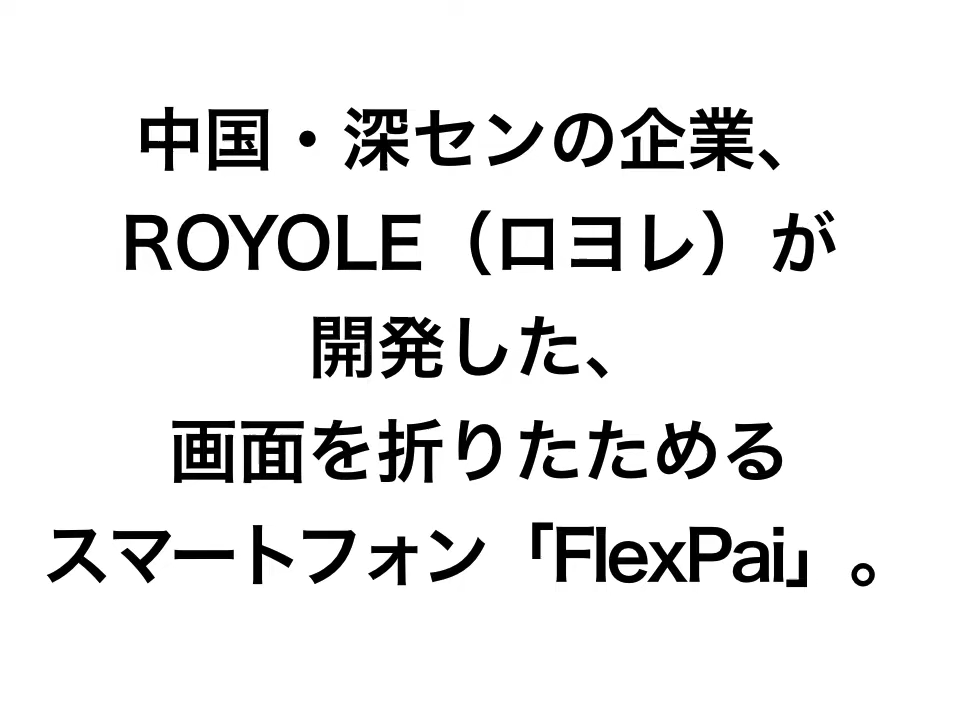 中国・深センの企業、
ROYOLE（ロヨレ）が
開発した、
画面を折りたためる
スマートフォン「FlexPai」。